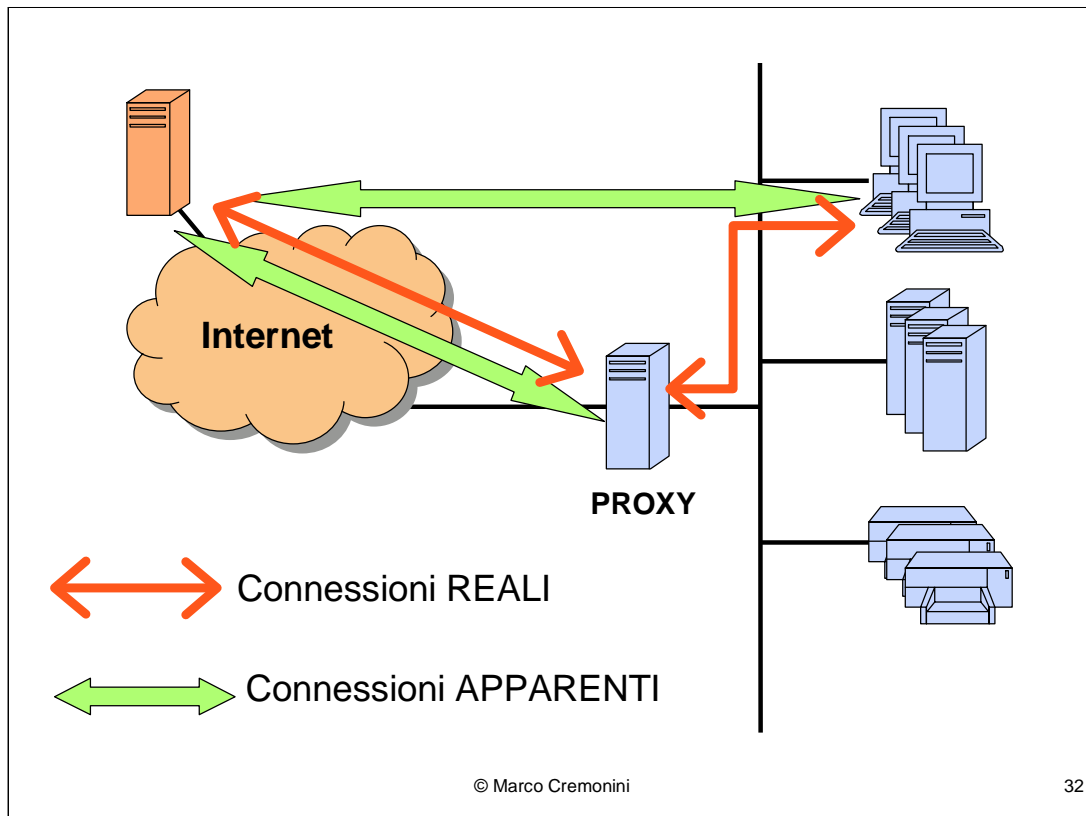 Internet
PROXY
Connessioni REALI
Connessioni APPARENTI
© Marco Cremonini
32